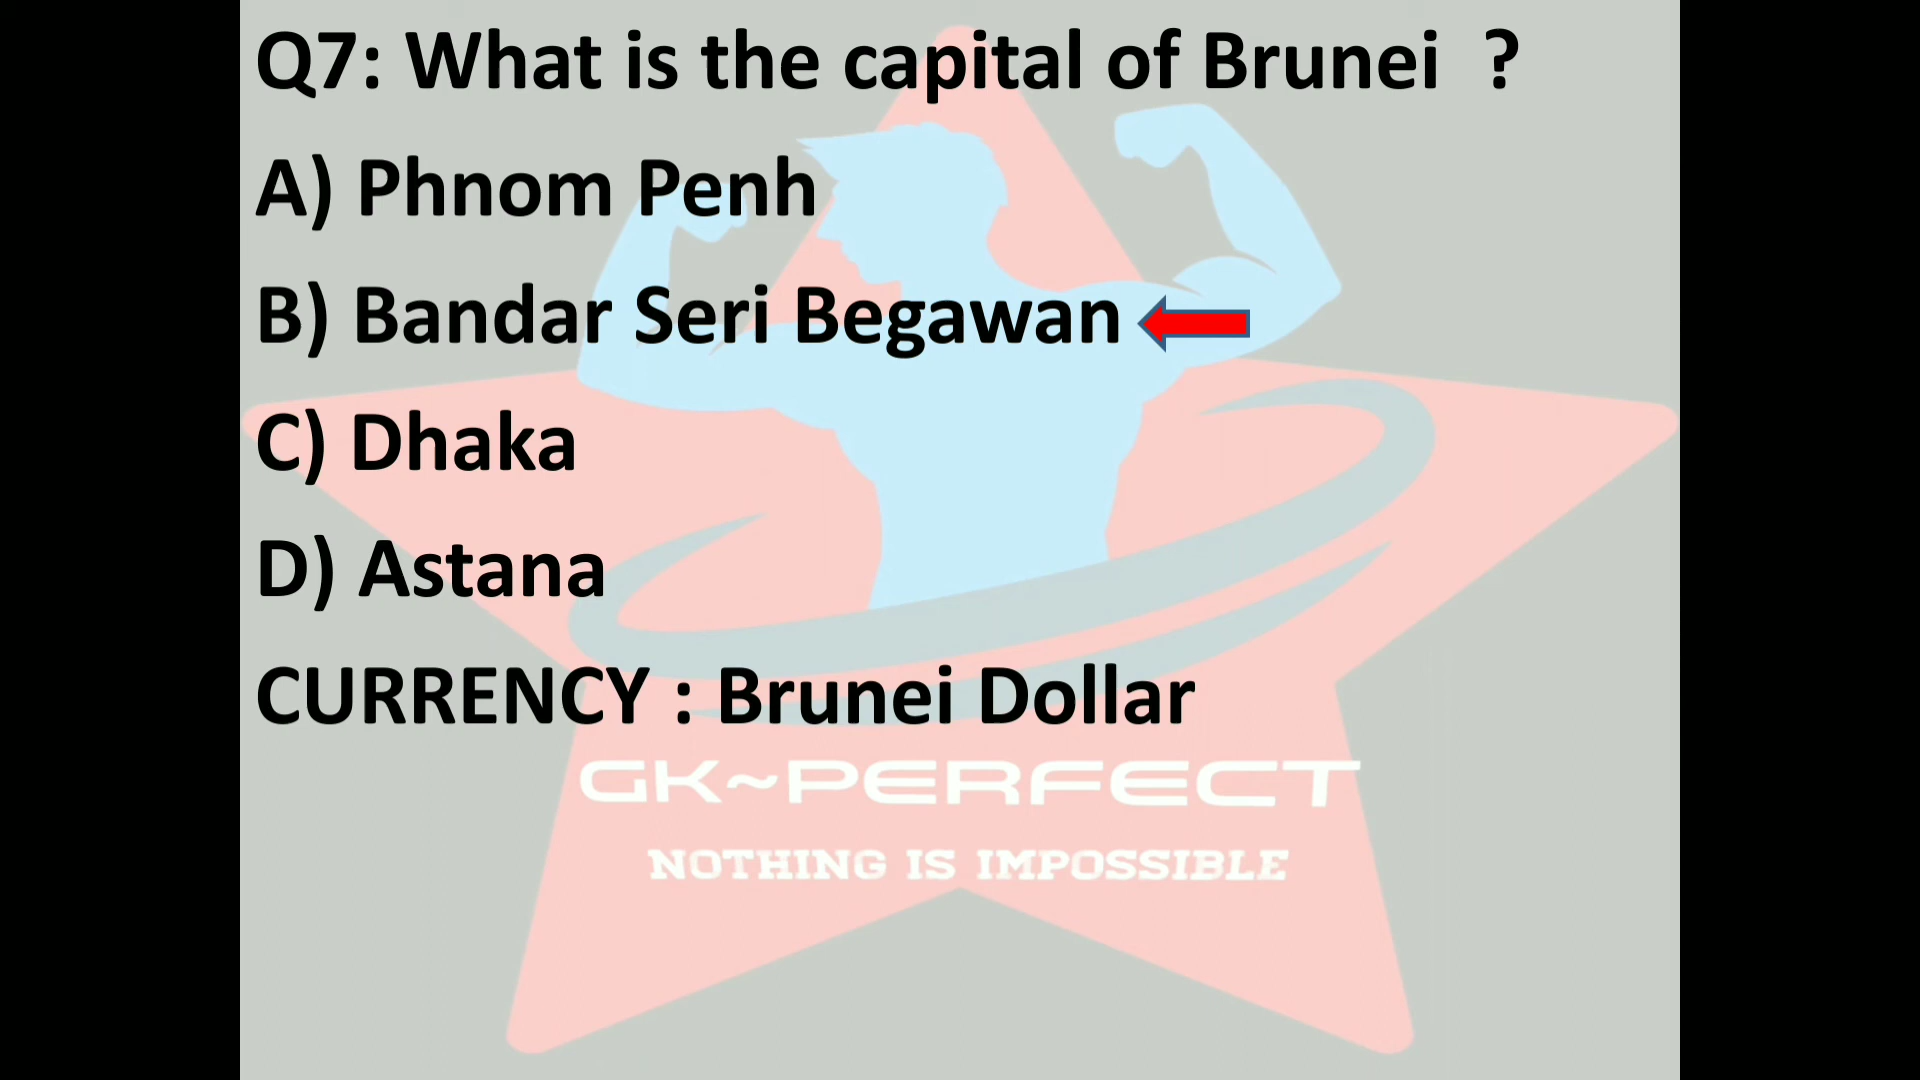 Q7: What is the capital of Brunei  ?
A) Phnom Penh
B) Bandar Seri Begawan
C) Dhaka
D) Astana
CURRENCY : Brunei Dollar
GK~PERFECT
NOTHING IS IMPOSSIBLE